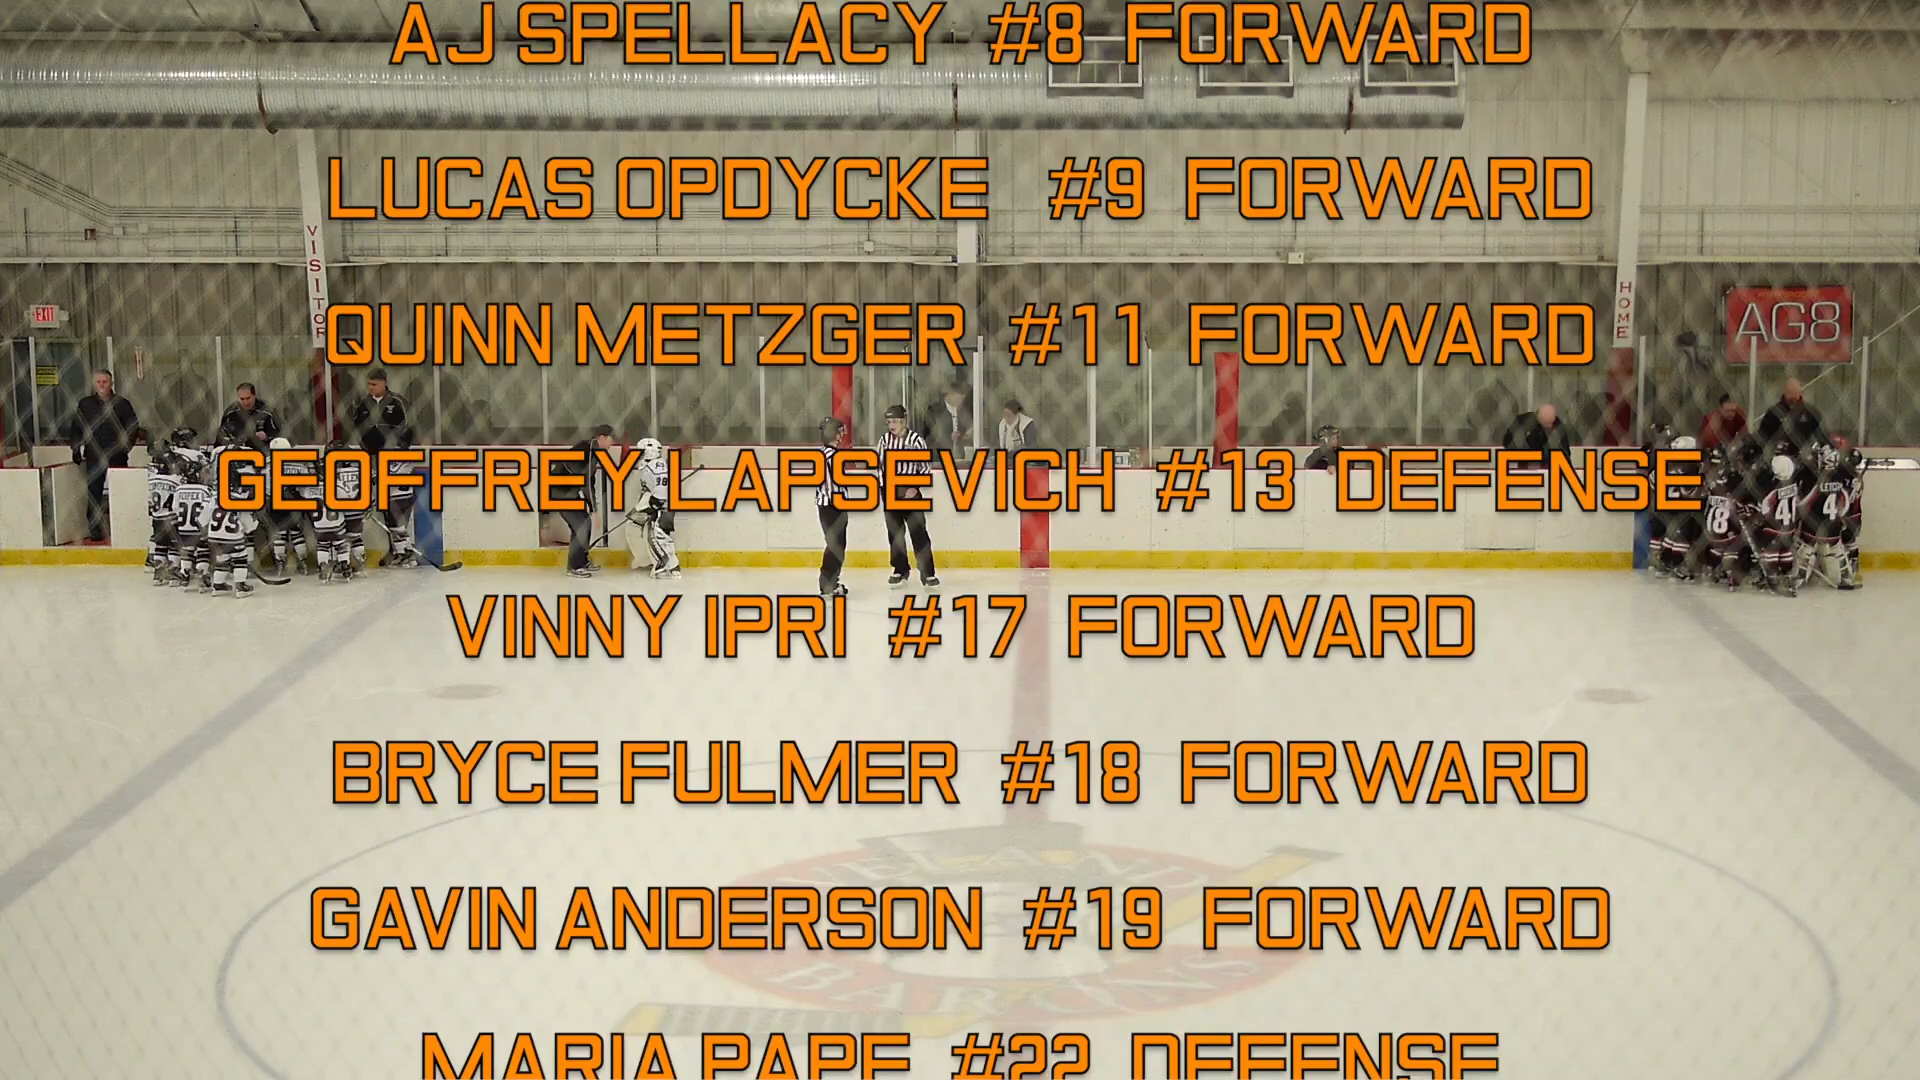 AJ SPELLACY #8 FORWARD
LUCAS OPDYCKE #9 FORWARD
VISITOR
HOME
EXIT
AG8
QUINN METZGER #11 FORWARD
GEOFFREY LAPSEVICH #13 DEFENSE
VINNY IPRI #17 FORWARD
BRYCE FULMER #18 FORWARD
GAVIN ANDERSON #19 FORWARD
BARONS
MARIA PAPE #22 DEFENSE